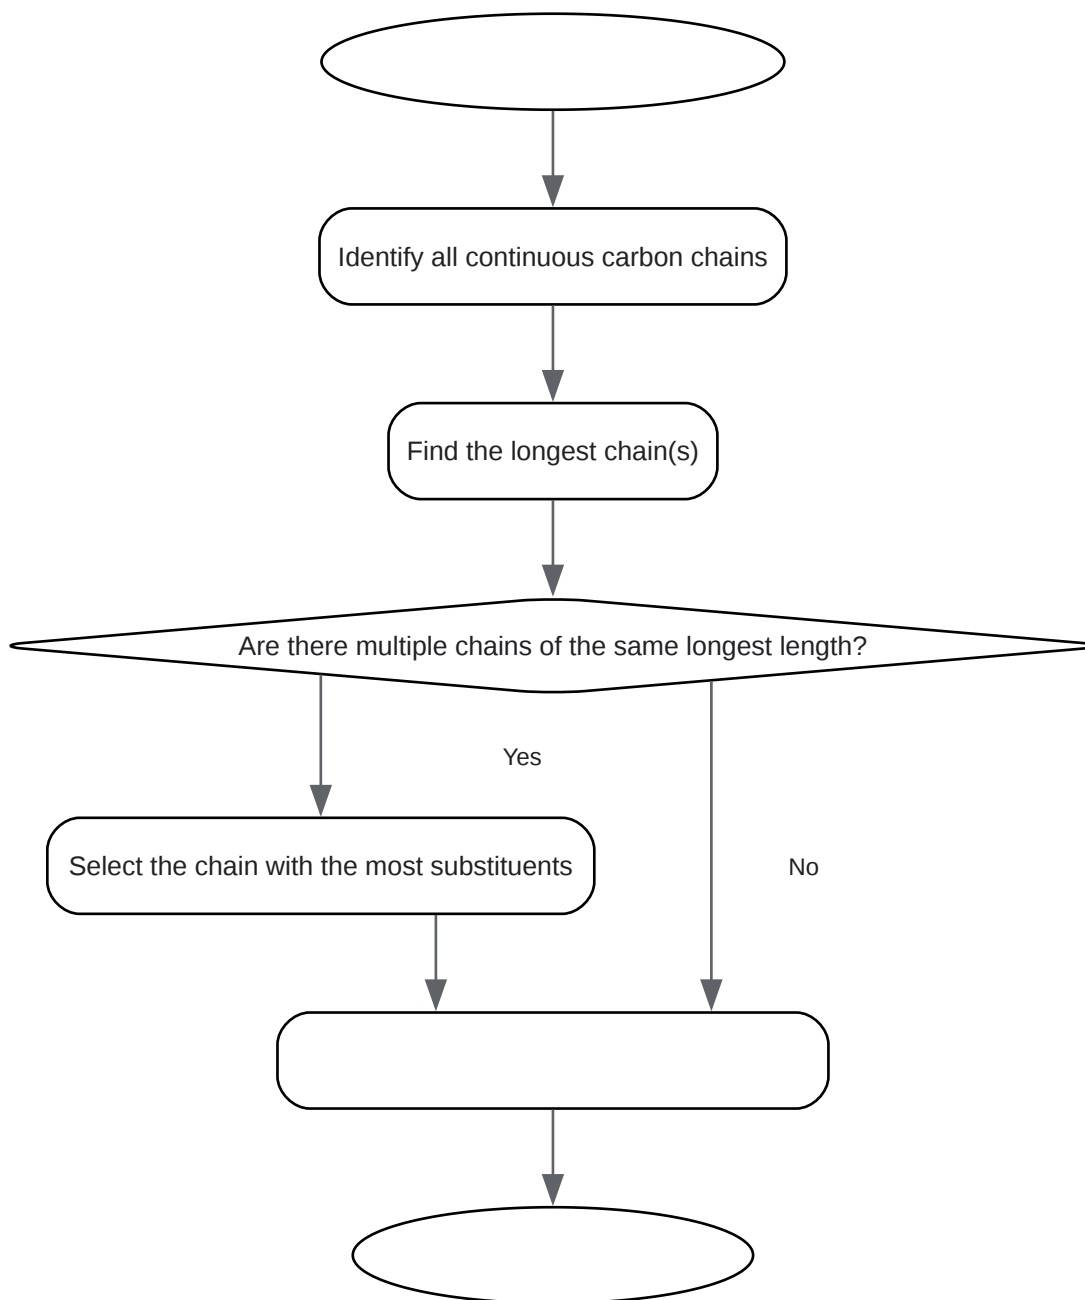 Identify all continuous carbon chains
Find the longest chain(s)
Are there multiple chains of the same longest length?
Yes
Select the chain with the most substituents
No